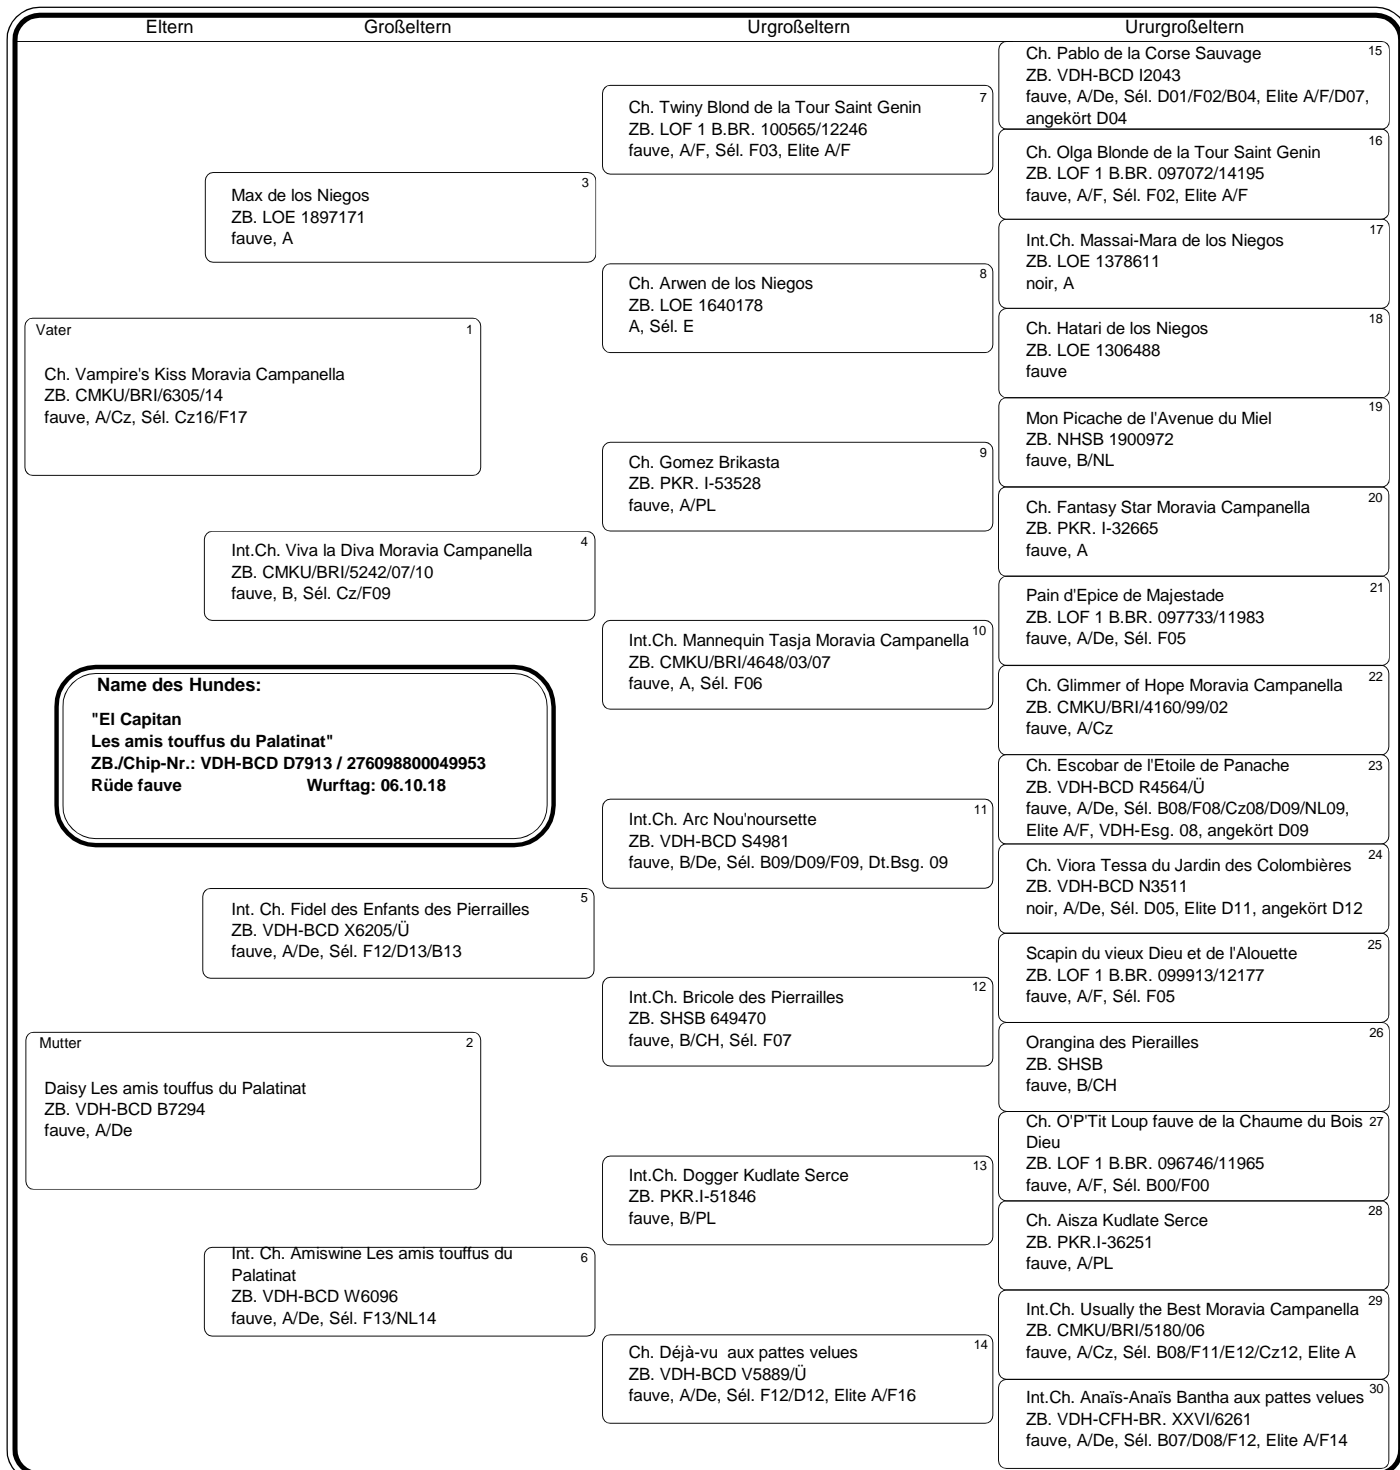 Eltern Großeltern Urgroßeltern Ururgroßeltern
Vater 1
Ch. Vampire's Kiss Moravia Campanella
ZB. CMKU/BRI/6305/14
fauve, A/Cz, Sél. Cz16/F17
Name des Hundes:
"El Capitan
Les amis touffus du Palatinat"
ZB./Chip-Nr.: VDH-BCD D7913 / 276098800049953
Rüde fauve Wurftag: 06.10.18
Mutter 2
Daisy Les amis touffus du Palatinat
ZB. VDH-BCD B7294
fauve, A/De
3
Max de los Niegos
ZB. LOE 1897171
fauve, A
4
Int.Ch. Viva la Diva Moravia Campanella
ZB. CMKU/BRI/5242/07/10
fauve, B, Sél. Cz/F09
5
Int. Ch. Fidel des Enfants des Pierrailles
ZB. VDH-BCD X6205/Ü
fauve, A/De, Sél. F12/D13/B13
6
Int. Ch. Amiswine Les amis touffus du
Palatinat
ZB. VDH-BCD W6096
fauve, A/De, Sél. F13/NL14
7
Ch. Twiny Blond de la Tour Saint Genin
ZB. LOF 1 B.BR. 100565/12246
fauve, A/F, Sél. F03, Elite A/F
8
Ch. Arwen de los Niegos
ZB. LOE 1640178
A, Sél. E
9
Ch. Gomez Brikasta
ZB. PKR. I-53528
fauve, A/PL
10
Int.Ch. Mannequin Tasja Moravia Campanella
ZB. CMKU/BRI/4648/03/07
fauve, A, Sél. F06
11
Int.Ch. Arc Nou'noursette
ZB. VDH-BCD S4981
fauve, B/De, Sél. B09/D09/F09, Dt.Bsg. 09
12
Int.Ch. Bricole des Pierrailles
ZB. SHSB 649470
fauve, B/CH, Sél. F07
13
Int.Ch. Dogger Kudlate Serce
ZB. PKR.I-51846
fauve, B/PL
14
Ch. Déjà-vu aux pattes velues
ZB. VDH-BCD V5889/Ü
fauve, A/De, Sél. F12/D12, Elite A/F16
15
Ch. Pablo de la Corse Sauvage
ZB. VDH-BCD I2043
fauve, A/De, Sél. D01/F02/B04, Elite A/F/D07,
angekört D04
16
Ch. Olga Blonde de la Tour Saint Genin
ZB. LOF 1 B.BR. 097072/14195
fauve, A/F, Sél. F02, Elite A/F
17
Int.Ch. Massai-Mara de los Niegos
ZB. LOE 1378611
noir, A
18
Ch. Hatari de los Niegos
ZB. LOE 1306488
fauve
19
Mon Picache de l'Avenue du Miel
ZB. NHSB 1900972
fauve, B/NL
20
Ch. Fantasy Star Moravia Campanella
ZB. PKR. I-32665
fauve, A
21
Pain d'Epice de Majestade
ZB. LOF 1 B.BR. 097733/11983
fauve, A/De, Sél. F05
22
Ch. Glimmer of Hope Moravia Campanella
ZB. CMKU/BRI/4160/99/02
fauve, A/Cz
23
Ch. Escobar de l'Etoile de Panache
ZB. VDH-BCD R4564/Ü
fauve, A/De, Sél. B08/F08/Cz08/D09/NL09,
Elite A/F, VDH-Esg. 08, angekört D09
24
Ch. Viora Tessa du Jardin des Colombières
ZB. VDH-BCD N3511
noir, A/De, Sél. D05, Elite D11, angekört D12
25
Scapin du vieux Dieu et de l'Alouette
ZB. LOF 1 B.BR. 099913/12177
fauve, A/F, Sél. F05
26
Orangina des Pierailles
ZB. SHSB
fauve, B/CH
Ch. O'P'Tit Loup fauve de la Chaume du Bois 27
Dieu
ZB. LOF 1 B.BR. 096746/11965
fauve, A/F, Sél. B00/F00
28
Ch. Aisza Kudlate Serce
ZB. PKR.I-36251
fauve, A/PL
29
Int.Ch. Usually the Best Moravia Campanella
ZB. CMKU/BRI/5180/06
fauve, A/Cz, Sél. B08/F11/E12/Cz12, Elite A
30
Int.Ch. Anaïs-Anaïs Bantha aux pattes velues
ZB. VDH-CFH-BR. XXVI/6261
fauve, A/De, Sél. B07/D08/F12, Elite A/F14